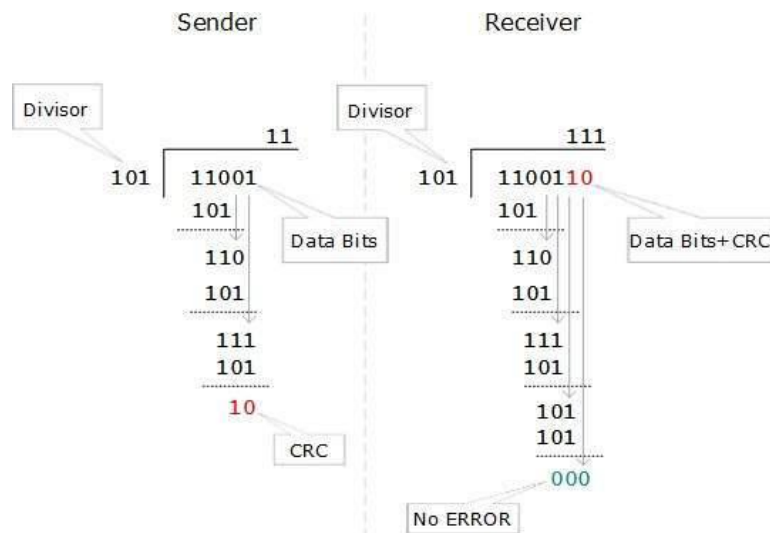 Sender
Divisor
11
101
11001
101
Data Bits
110
101
111
101
10
CRC
Receiver
Divisor
111
101
1100110
101
Data Bits+CRC
110
101
111
101
101
101
000
No ERROR